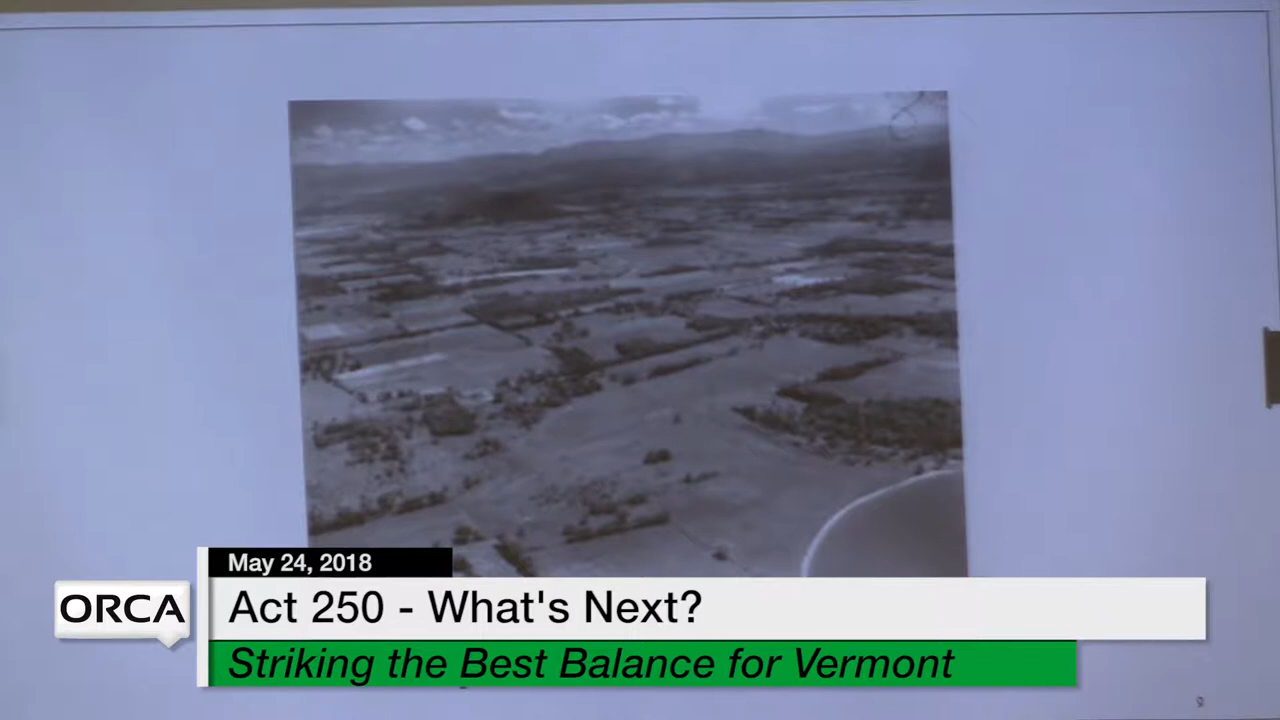 May 24, 2018
ORCA
Act 250 - What's Next?
Striking the Best Balance for Vermont